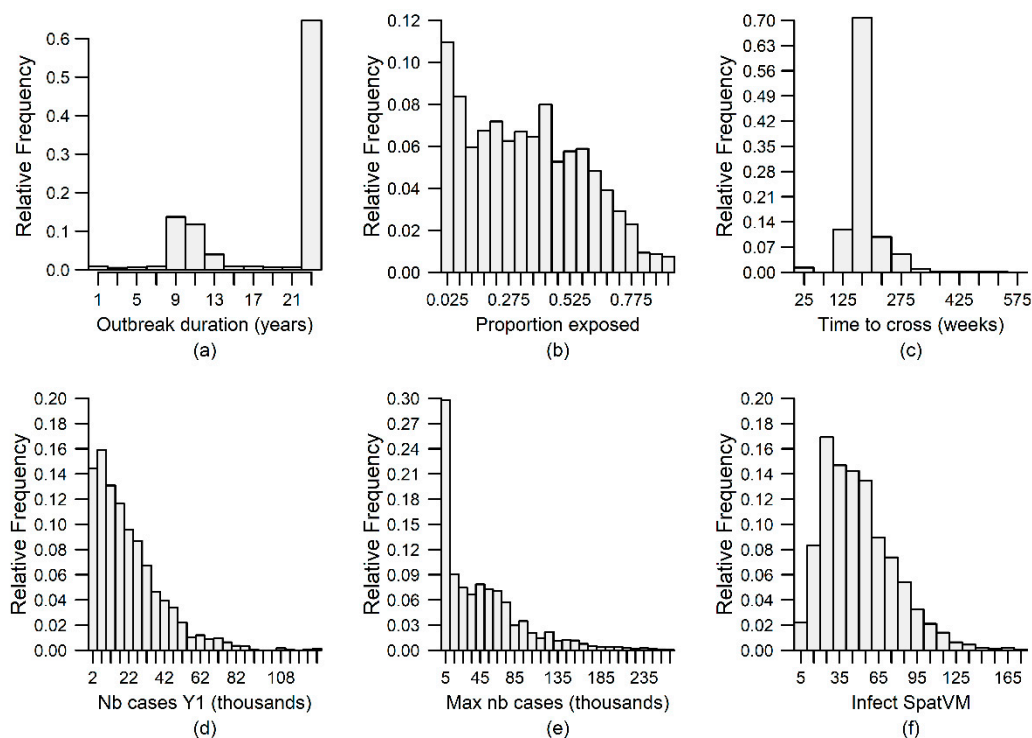 Relative Frequency
0.6
0.5
0.4
0.3
0.2
0.1
0.0
1 5 9 13 17 21
Outbreak duration (years)
(a)
Relative Frequency
0.12
0.10
0.08
0.06
0.04
0.02
0.00
0.025 0.275 0.525 0.775
Proportion exposed
(b)
Relative Frequency
0.70
0.63
0.56
0.49
0.42
0.35
0.28
0.21
0.14
0.07
0.00
25 125 275 425 575
Time to cross (weeks)
(c)
Relative Frequency
0.20
0.18
0.16
0.14
0.12
0.10
0.08
0.06
0.04
0.02
0.00
2 22 42 62 82 108
Nb cases Y1 (thousands)
(d)
Relative Frequency
0.30
0.27
0.24
0.21
0.18
0.15
0.12
0.09
0.06
0.03
0.00
5 45 85 135 185 235
Max nb cases (thousands)
(e)
Relative Frequency
0.20
0.18
0.16
0.14
0.12
0.10
0.08
0.06
0.04
0.02
0.00
5 35 65 95 125 165
Infect SpatVM
(f)